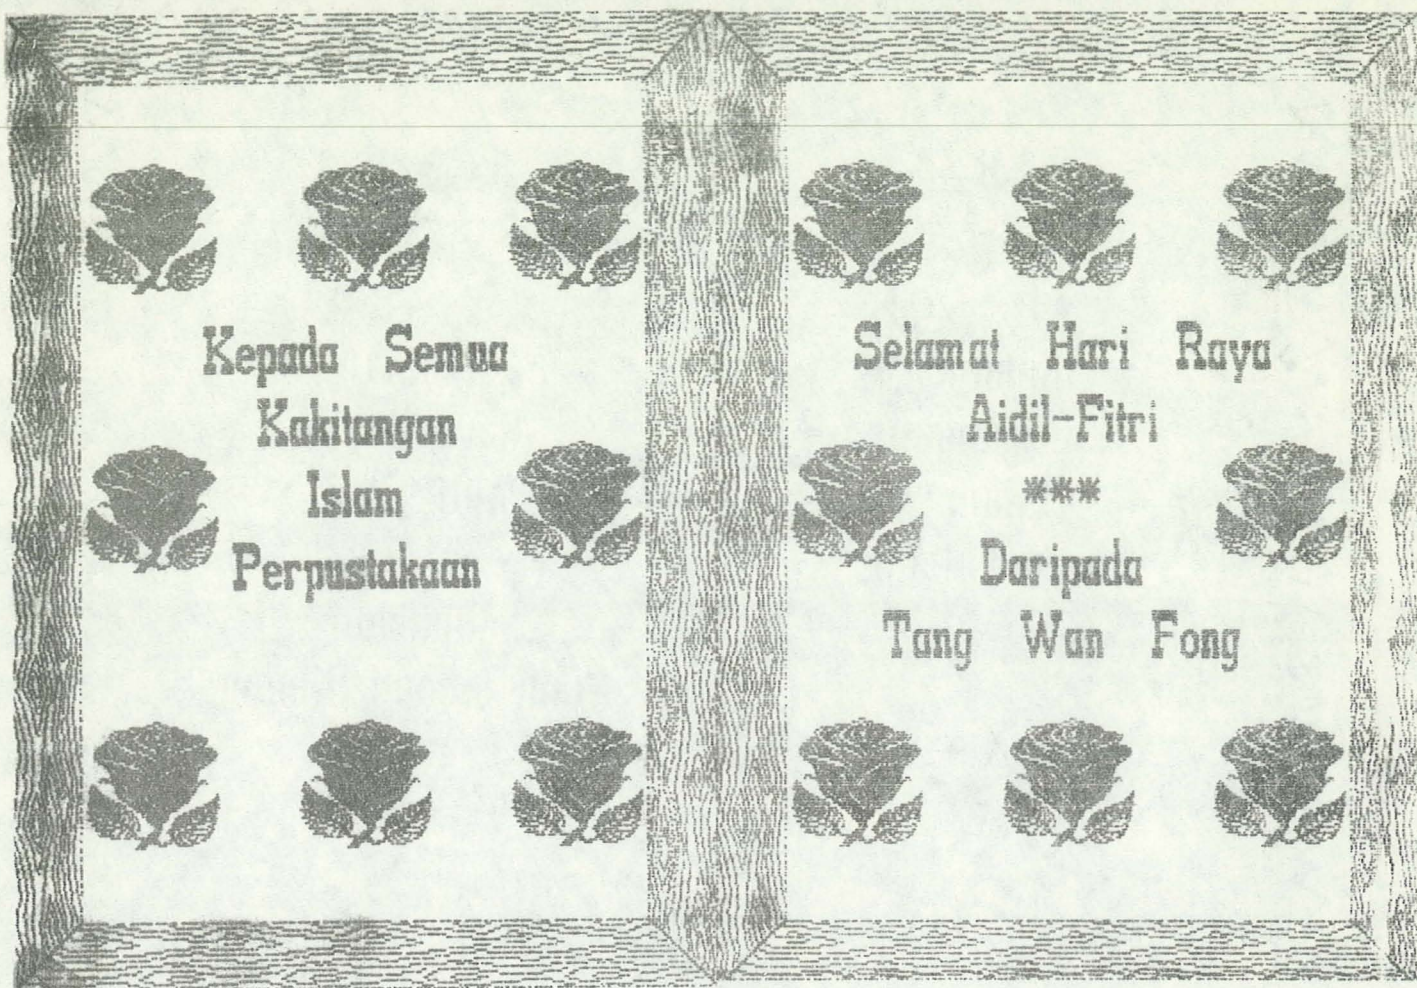 Kepada Semua
Kakitangan
Islam
Perpustakaan
Selamat Hari Raya
Aidil-Fitri
***
Daripada
Tang Wan Fong